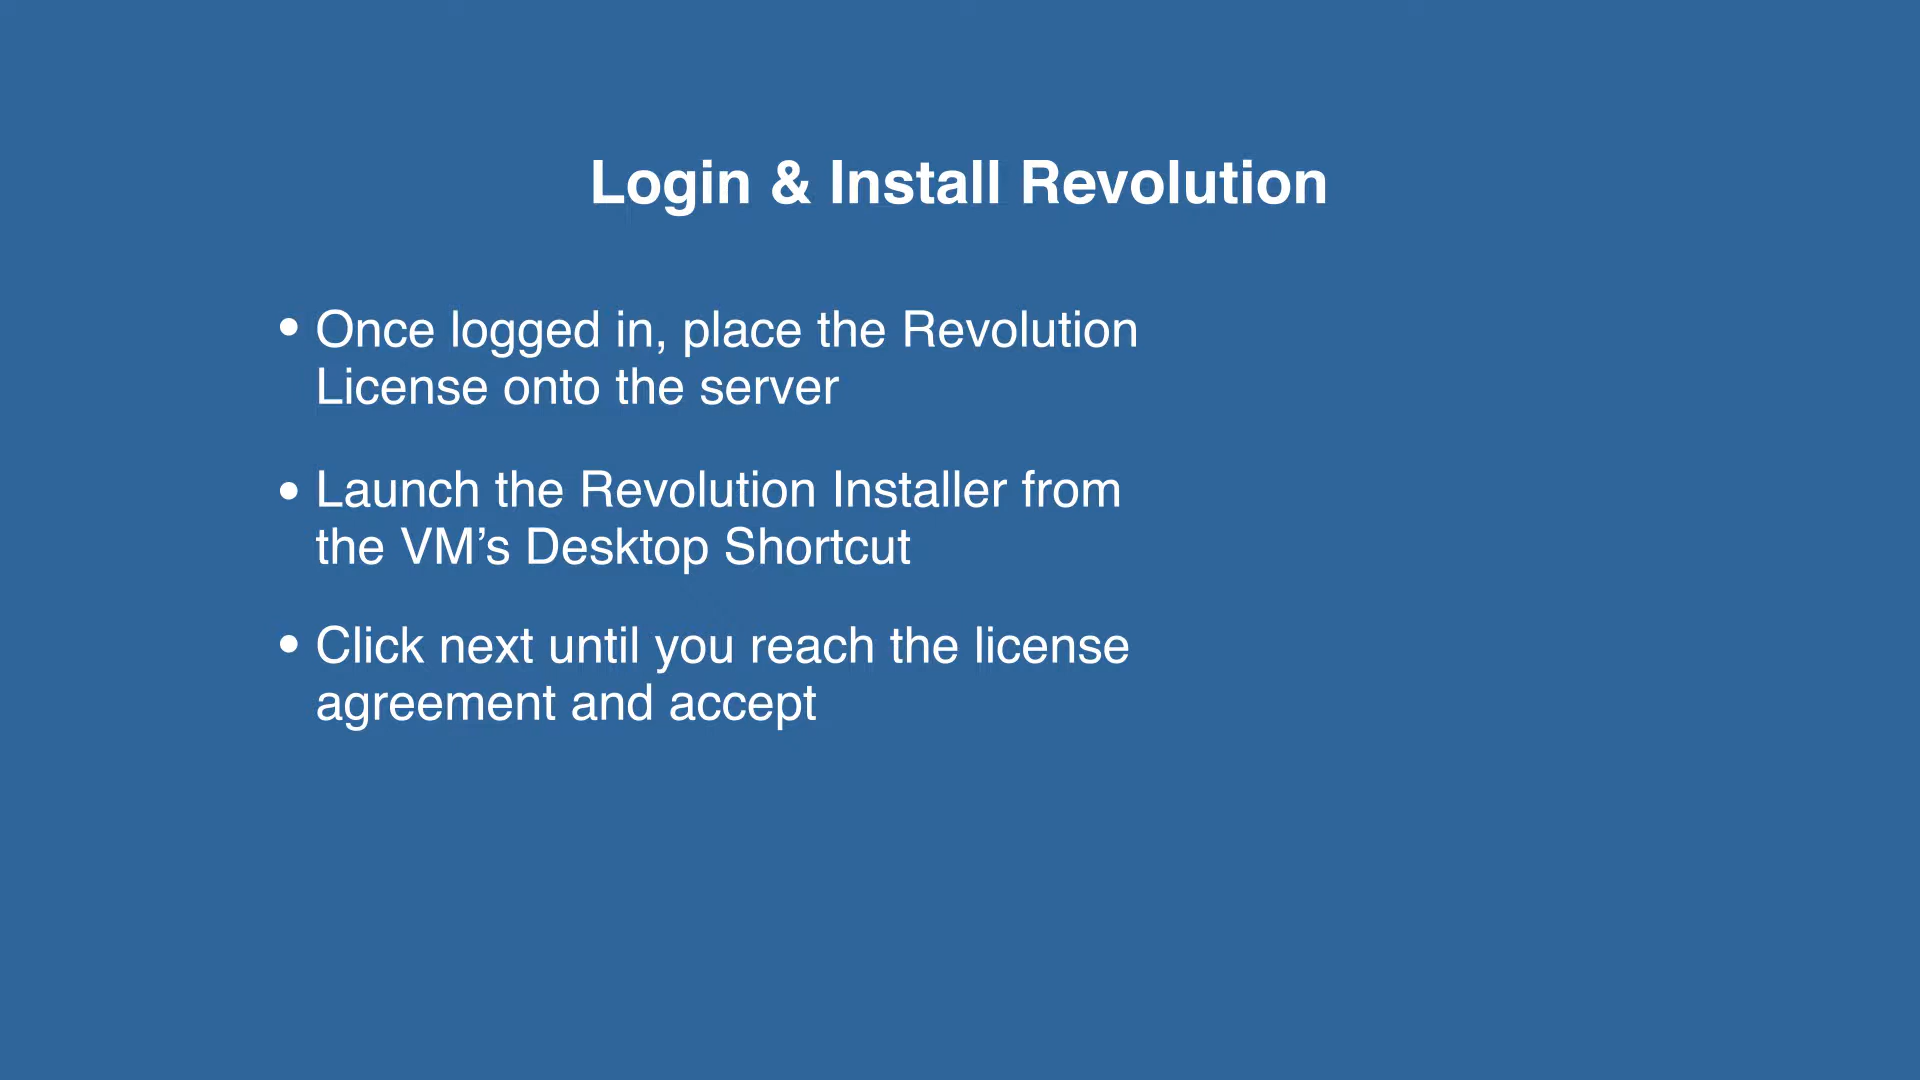 Login & Install Revolution
• Once logged in, place the Revolution
License onto the server
• Launch the Revolution Installer from
the VM’s Desktop Shortcut
• Click next until you reach the license
agreement and accept